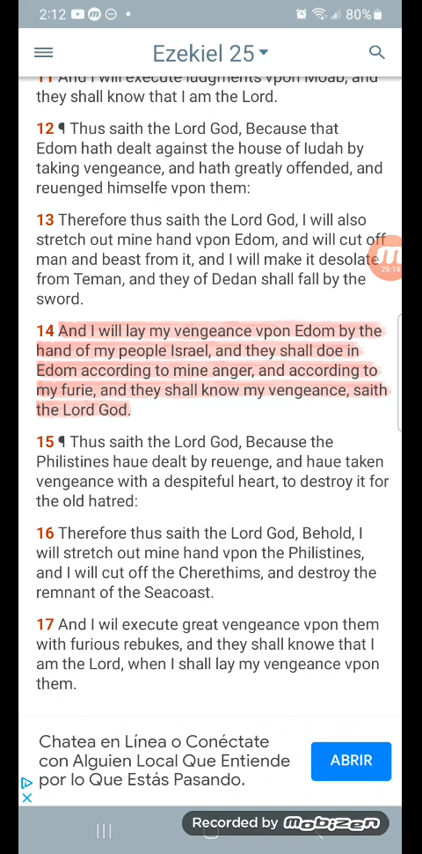 2:12
80%
Ezekiel 25
11 And I will execute iudgments vpon Moab, and
they shall know that I am the Lord.
12 ¶ Thus saith the Lord God, Because that
Edom hath dealt against the house of Iudah by
taking vengeance, and hath greatly offended, and
reuenged himselfe vpon them:
13 Therefore thus saith the Lord God, I will also
stretch out mine hand vpon Edom, and will cut off
man and beast from it, and I will make it desolate
from Teman, and they of Dedan shall fall by the
sword.
29:19
14 And I will lay my vengeance vpon Edom by the
hand of my people Israel, and they shall doe in
Edom according to mine anger, and according to
my furie, and they shall know my vengeance, saith
the Lord God.
15 ¶ Thus saith the Lord God, Because the
Philistines haue dealt by reuenge, and haue taken
vengeance with a despiteful heart, to destroy it for
the old hatred:
16 Therefore thus saith the Lord God, Behold, I
will stretch out mine hand vpon the Philistines,
and I will cut off the Cherethims, and destroy the
remnant of the Seacoast.
17 And I wil execute great vengeance vpon them
with furious rebukes, and they shall knowe that I
am the Lord, when I shall lay my vengeance vpon
them.
Chatea en Línea o Conéctate
con Alguien Local Que Entiende
por lo Que Estás Pasando.
ABRIR
Recorded by mobizen